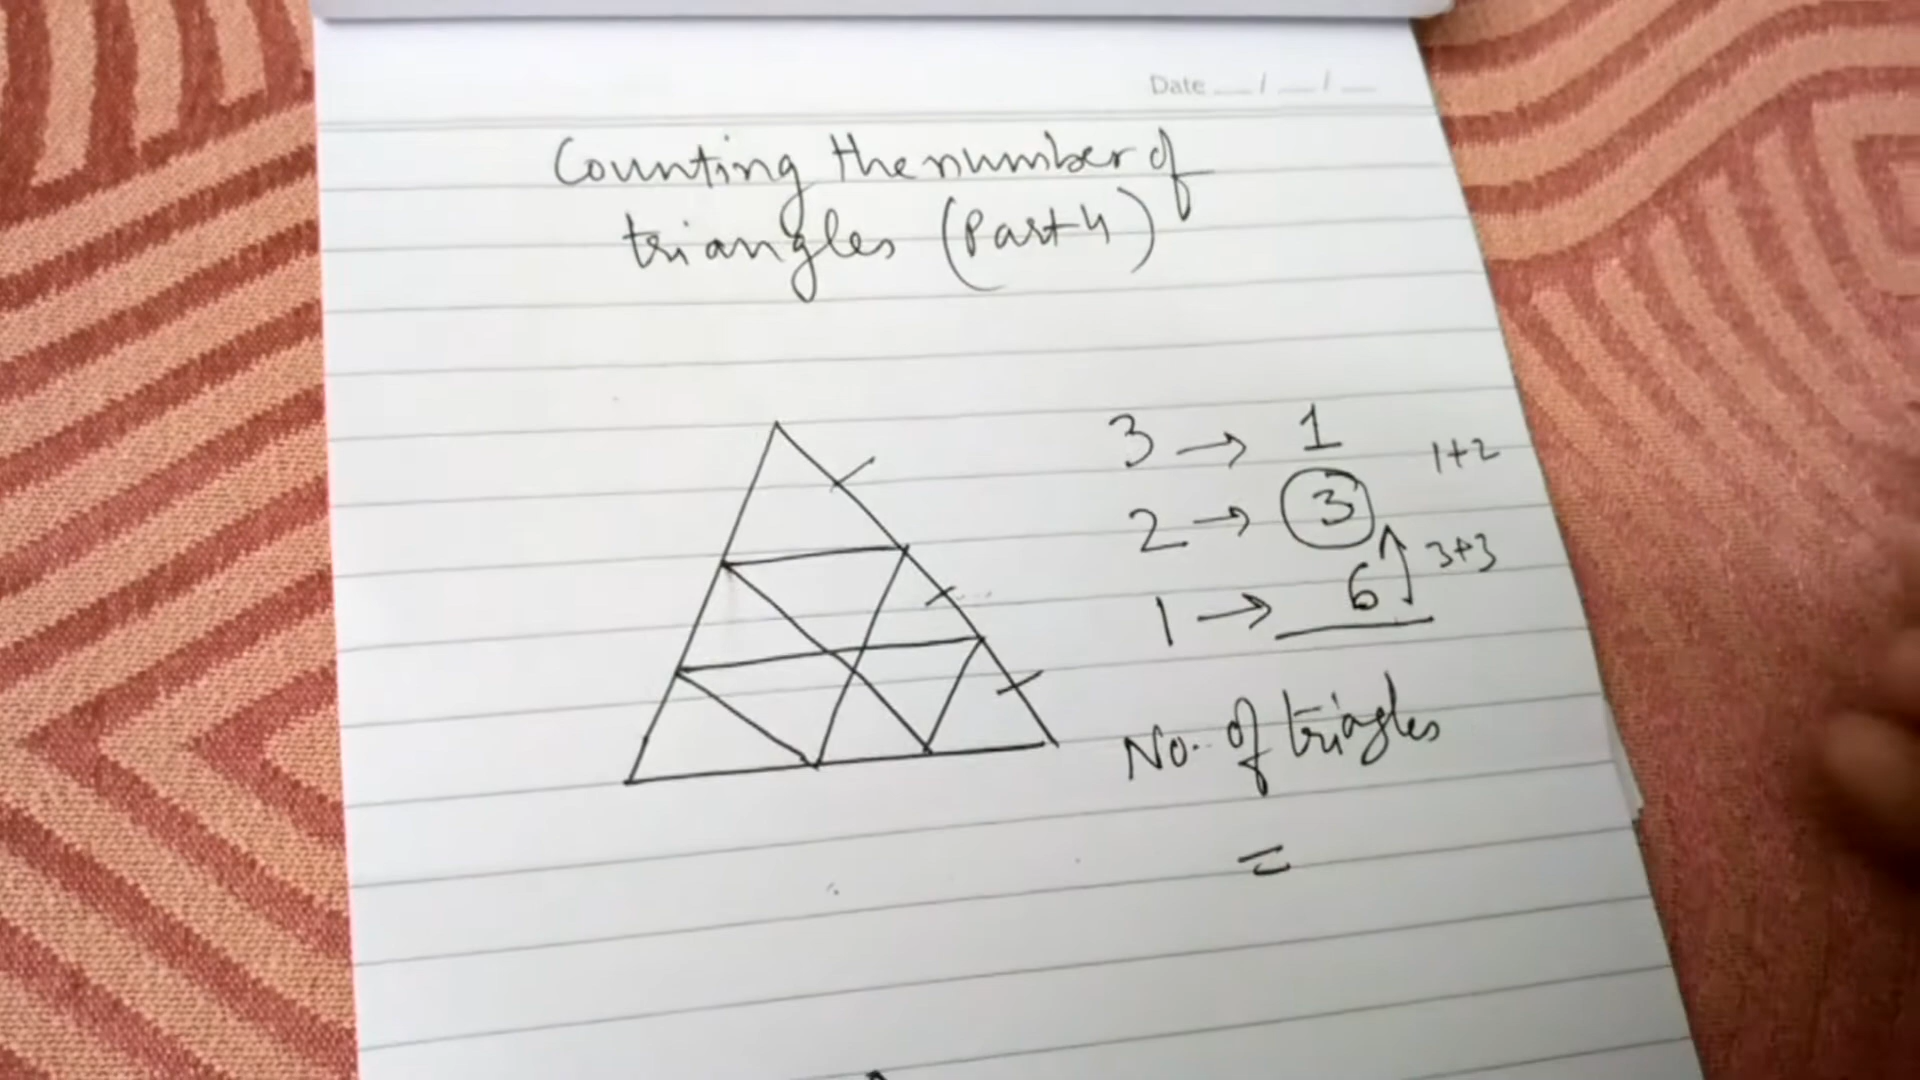 Date __/__/__
Counting the number of
triangles (Part 4)
3 → 1
1+2
2 → 3
3+3
1 → 6
No. of triagles
=